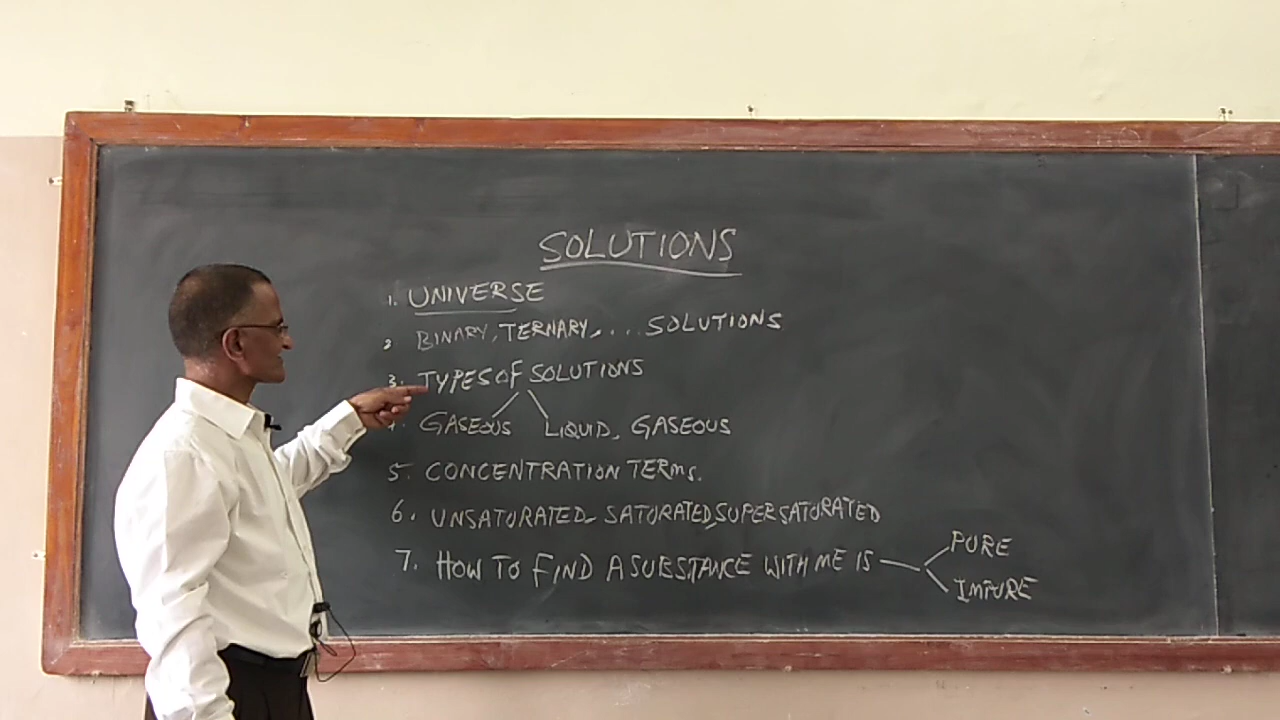 SOLUTIONS
1. UNIVERSE
2 BINARY, TERNARY, ... SOLUTIONS
3. TYPES OF SOLUTIONS
4. GASEOUS LIQUID, GASEOUS
5. CONCENTRATION TERMS.
6. UNSATURATED, SATURATED, SUPERSATURATED
7. HOW TO FIND A SUBSTANCE WITH ME IS
PURE
IMPURE